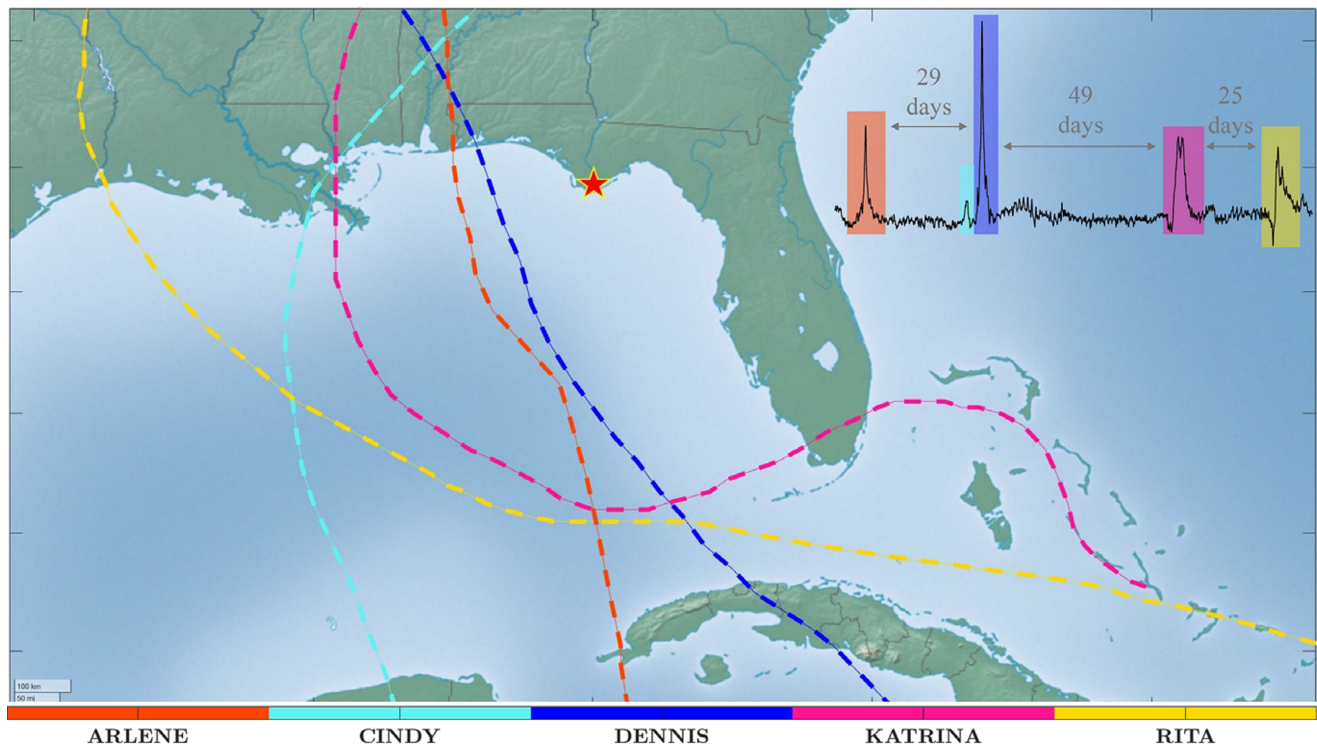 29
days
49
days
25
days
100 km
50 mi
ARLENE
CINDY
DENNIS
KATRINA
RITA